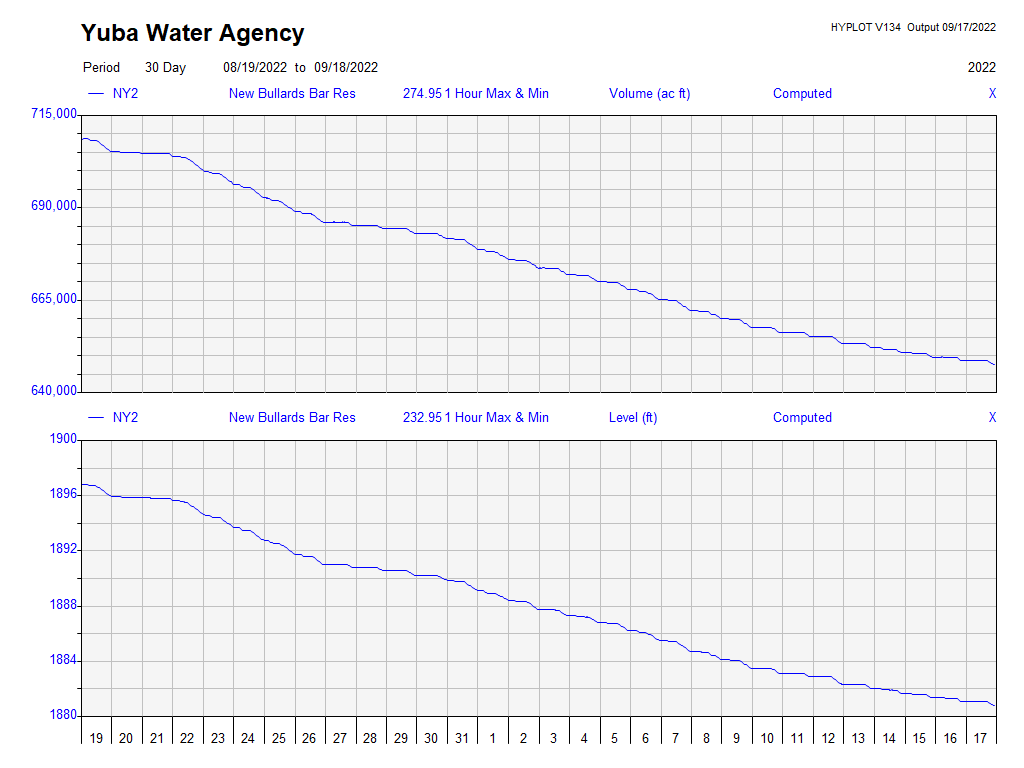 Yuba Water Agency
HYPLOT V134 Output 09/17/2022
Period 30 Day 08/19/2022 to 09/18/2022 2022
NY2 New Bullards Bar Res 274.95 1 Hour Max & Min Volume (ac ft) Computed X
715,000
690,000
665,000
640,000
NY2 New Bullards Bar Res 232.95 1 Hour Max & Min Level (ft) Computed X
1900
1896
1892
1888
1884
1880
19 20 21 22 23 24 25 26 27 28 29 30 31 1 2 3 4 5 6 7 8 9 10 11 12 13 14 15 16 17